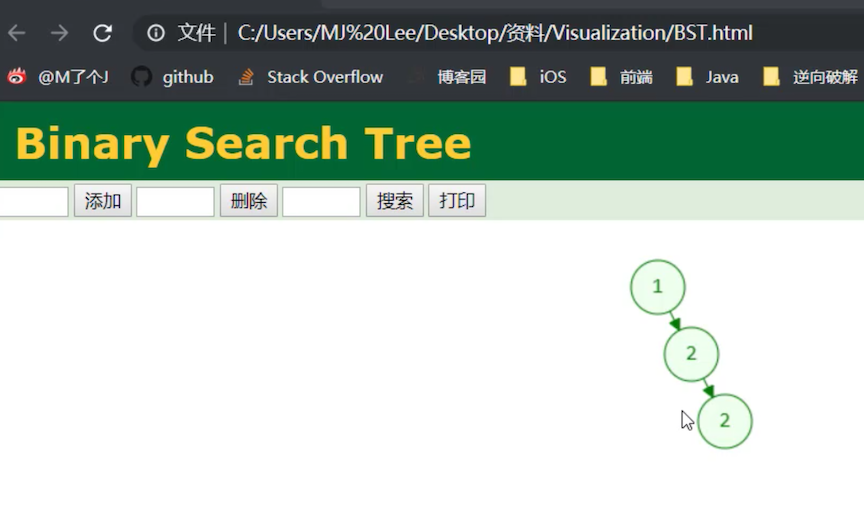 文件 | C:/Users/MJ%20Lee/Desktop/资料/Visualization/BST.html
@M了个J github Stack Overflow 博客园 iOS 前端 Java 逆向破解
Binary Search Tree
添加 删除 搜索 打印
1
2
2